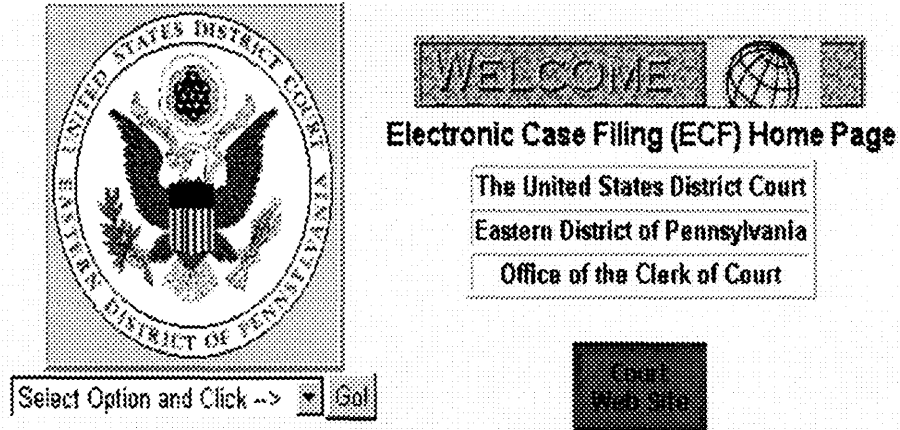 UNITED STATES DISTRICT COURT
EASTERN DISTRICT OF PENNSYLVANIA
WELCOME
Electronic Case Filing (ECF) Home Page
The United States District Court
Eastern District of Pennsylvania
Office of the Clerk of Court
Select Option and Click --> Go!
Court
Web Site